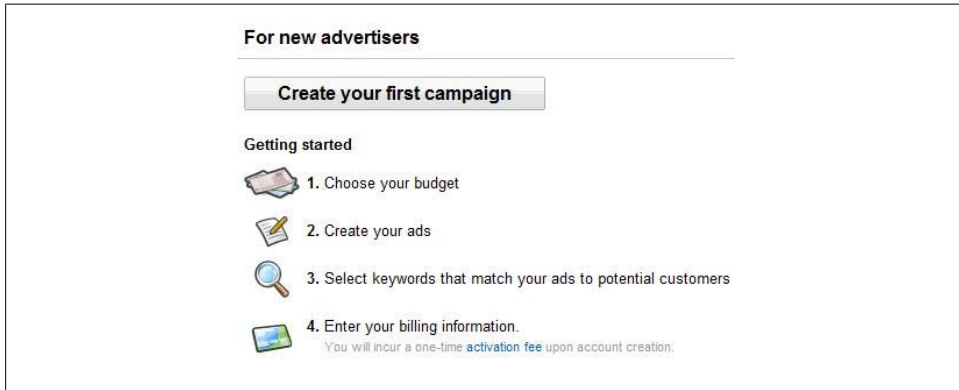 For new advertisers
Create your first campaign
Getting started
1. Choose your budget
2. Create your ads
3. Select keywords that match your ads to potential customers
4. Enter your billing information.
You will incur a one-time activation fee upon account creation.